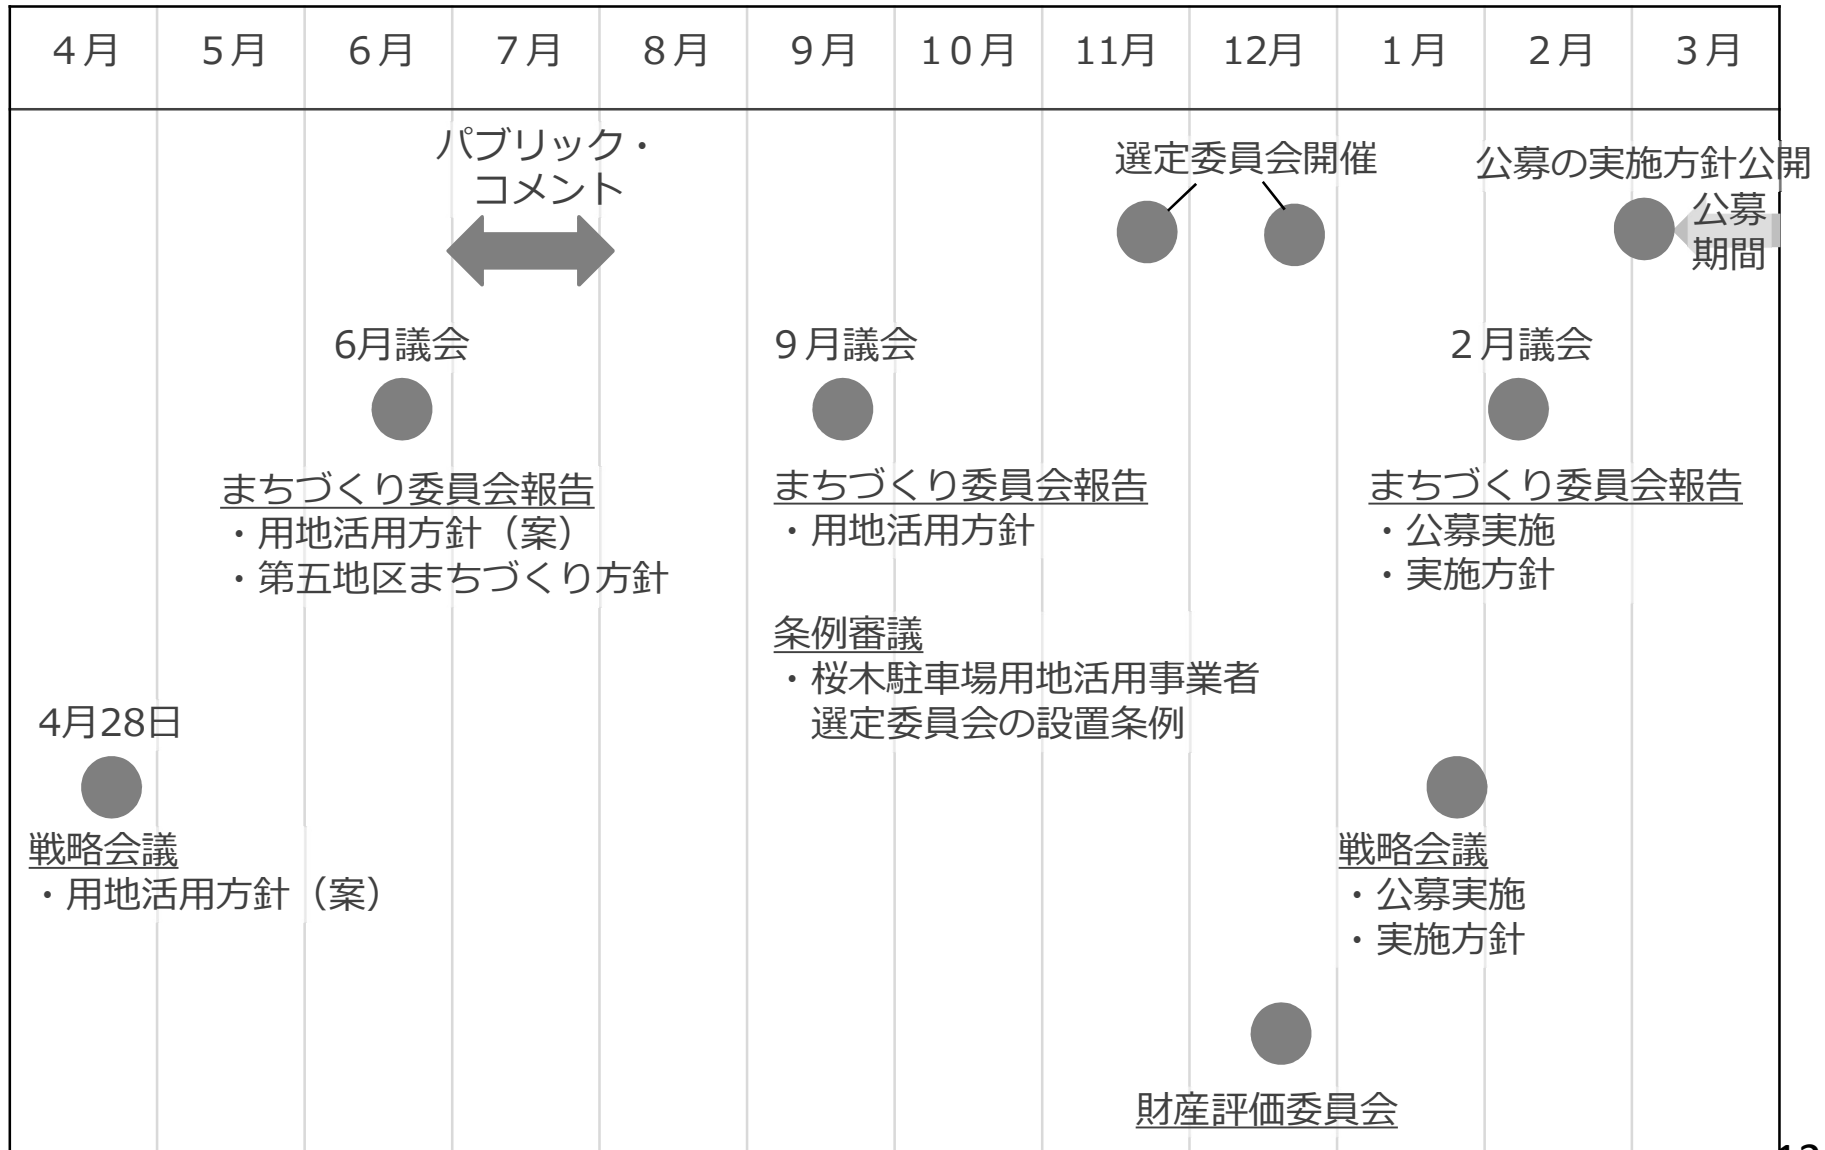 ４月 ５月 ６月 ７月 ８月 ９月 １０月 11月 12月 １月 ２月 ３月
パブリック・
コメント
選定委員会開催
公募の実施方針公開
公募
期間
6月議会
９月議会
２月議会
まちづくり委員会報告
・用地活用方針（案）
・第五地区まちづくり方針
まちづくり委員会報告
・用地活用方針
まちづくり委員会報告
・公募実施
・実施方針
条例審議
・桜木駐車場用地活用事業者
選定委員会の設置条例
4月28日
戦略会議
・用地活用方針（案）
戦略会議
・公募実施
・実施方針
財産評価委員会